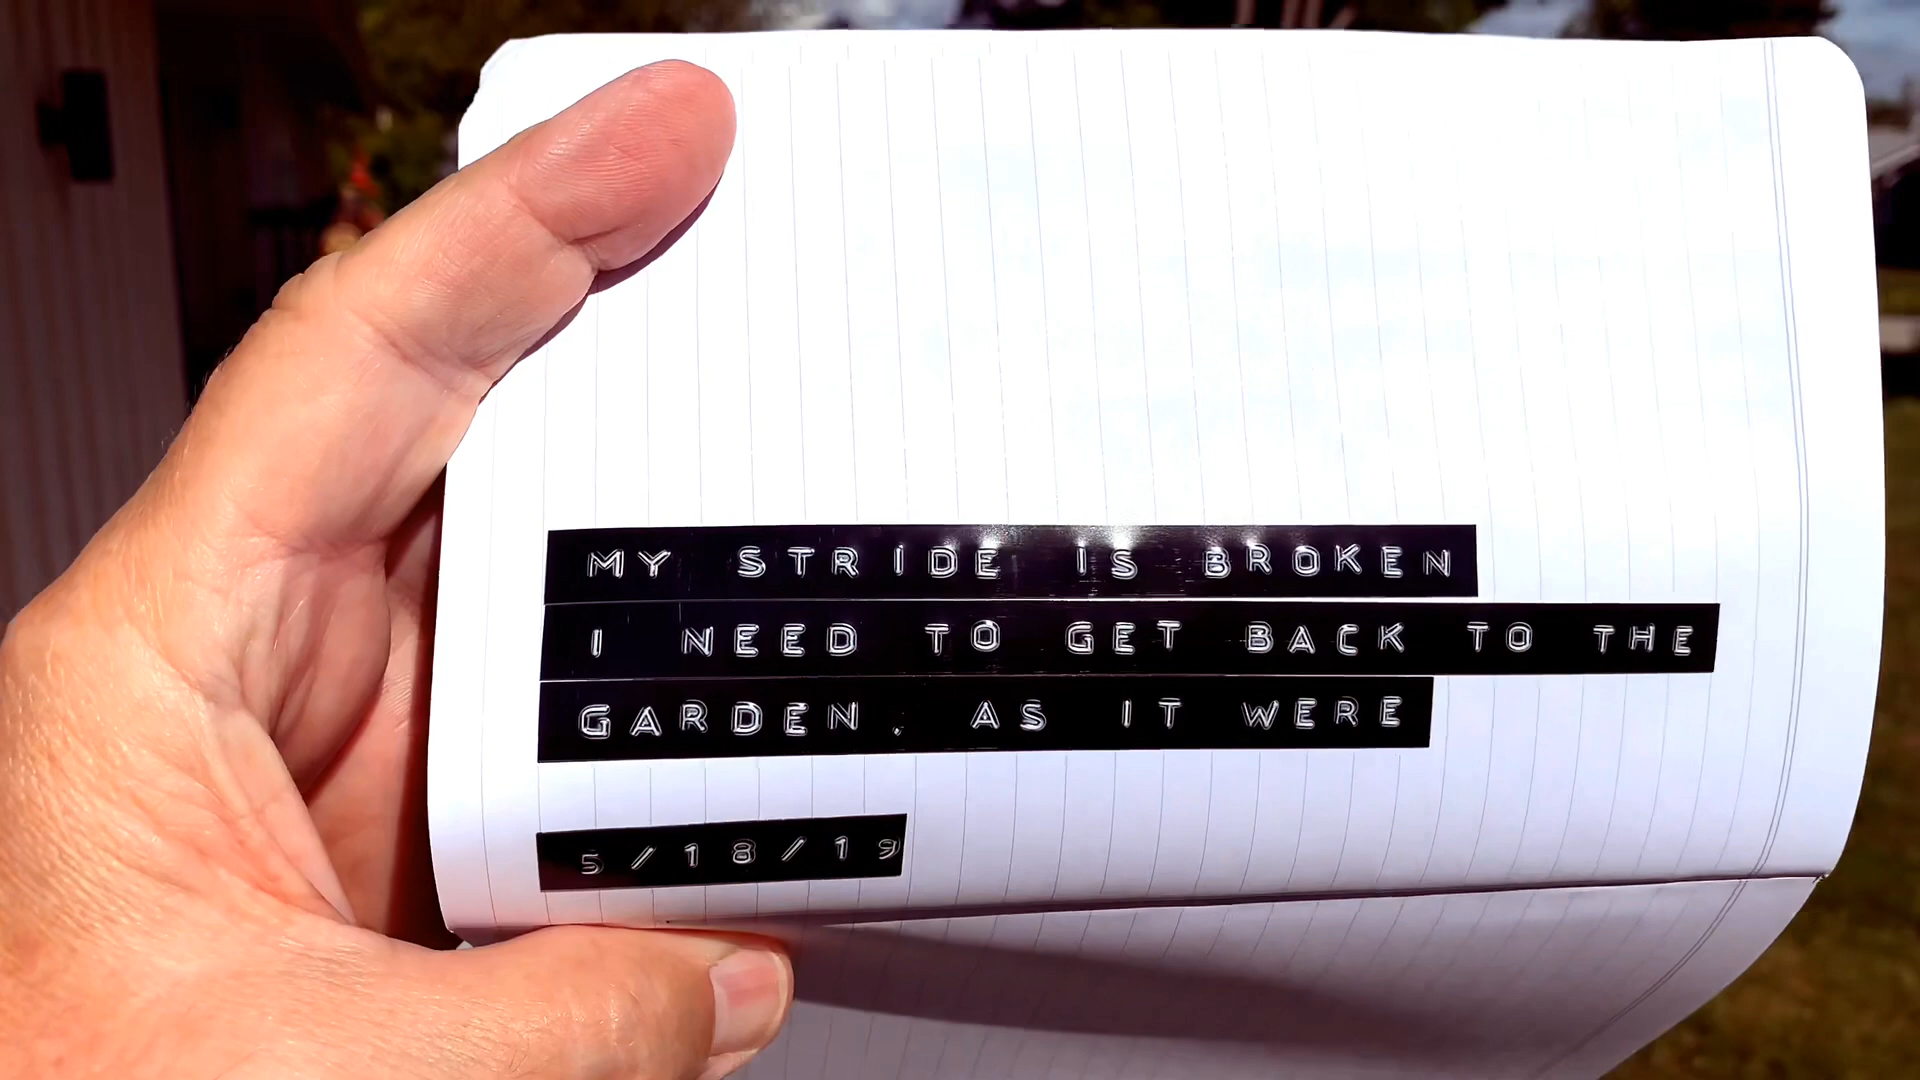 MY STRIDE IS BROKEN
I NEED TO GET BACK TO THE
GARDEN, AS IT WERE
5/18/19